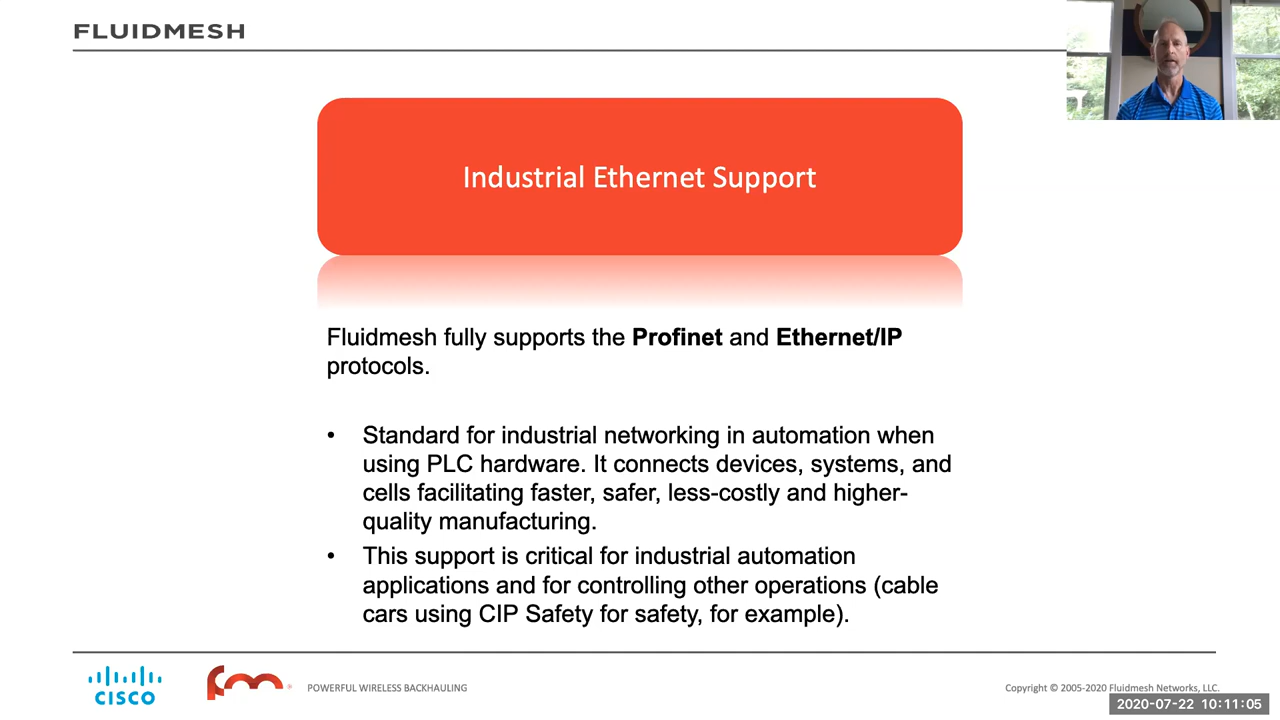 FLUIDMESH
Industrial Ethernet Support
Fluidmesh fully supports the Profinet and Ethernet/IP
protocols.
• Standard for industrial networking in automation when
using PLC hardware. It connects devices, systems, and
cells facilitating faster, safer, less-costly and higher-
quality manufacturing.
• This support is critical for industrial automation
applications and for controlling other operations (cable
cars using CIP Safety for safety, for example).
CISCO
fm
POWERFUL WIRELESS BACKHAULING
Copyright © 2005-2020 Fluidmesh Networks, LLC.
2020-07-22 10:11:05